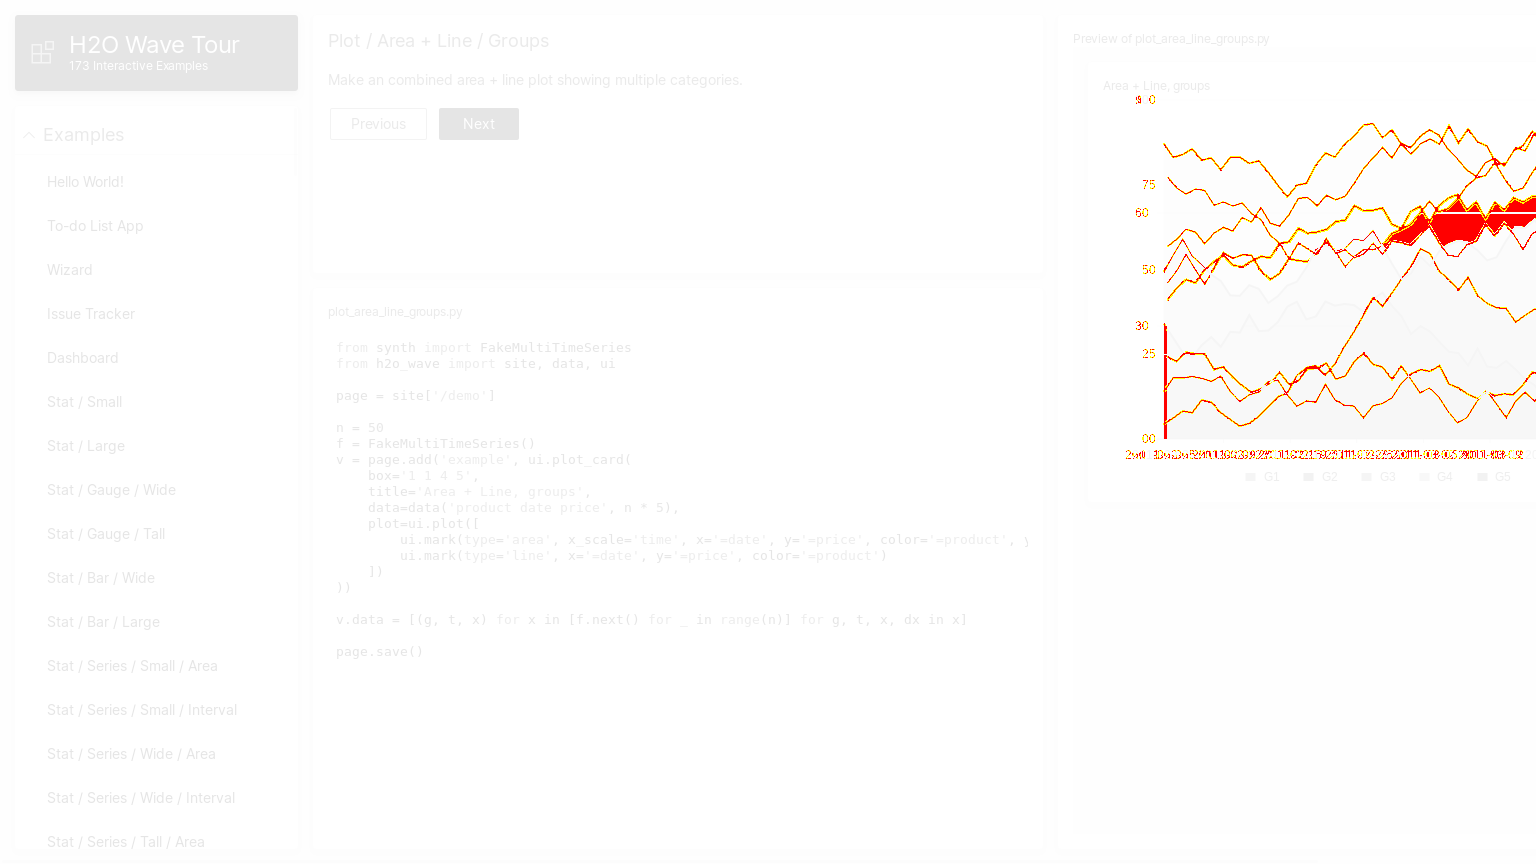 H2O Wave Tour
173 Interactive Examples
Examples
Hello World!
To-do List App
Wizard
Issue Tracker
Dashboard
Stat / Small
Stat / Large
Stat / Gauge / Wide
Stat / Gauge / Tall
Stat / Bar / Wide
Stat / Bar / Large
Stat / Series / Small / Area
Stat / Series / Small / Interval
Stat / Series / Wide / Area
Stat / Series / Wide / Interval
Stat / Series / Tall / Area
Plot / Area + Line / Groups
Make an combined area + line plot showing multiple categories.
Previous
Next
plot_area_line_groups.py
from synth import FakeMultiTimeSeries
from h2o_wave import site, data, ui
page = site['/demo']
n = 50
f = FakeMultiTimeSeries()
v = page.add('example', ui.plot_card(
box='1 1 4 5',
title='Area + Line, groups',
data=data('product date price', n * 5),
plot=ui.plot([
ui.mark(type='area', x_scale='time', x='=date', y='=price', color='=product',
ui.mark(type='line', x='=date', y='=price', color='=product')
])
))
v.data = [(g, t, x) for x in [f.next() for _ in range(n)] for g, t, x, dx in x]
page.save()
Preview of plot_area_line_groups.py
Area + Line, groups
75
60
50
30
25
G1
G2
G3
G4
G5